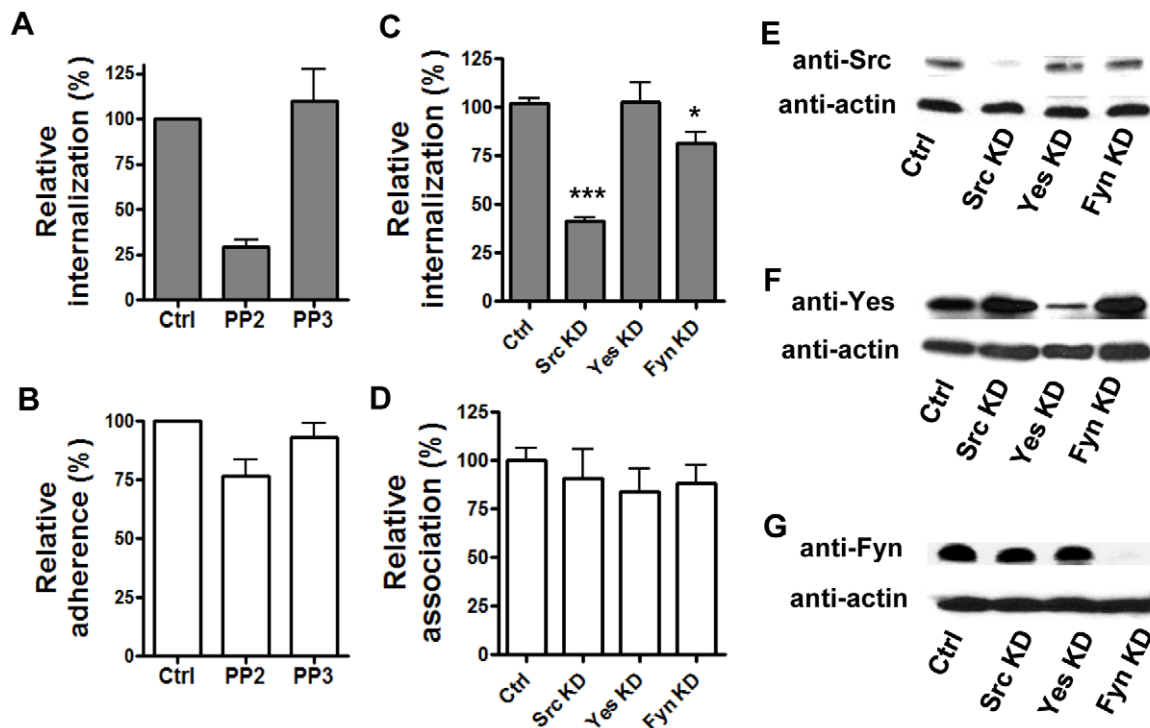 A
Relative
internalization (%)
125
100
75
50
25
0
Ctrl PP2 PP3
B
Relative
adherence (%)
100
75
25
0
Ctrl PP2 PP3
C
Relative
internalization (%)
125
100
75
50
25
0
***
*
Ctrl Src KD Yes KD Fyn KD
D
Relative
association (%)
125
100
75
50
25
0
Ctrl Src KD Yes KD Fyn KD
E
anti-Src
anti-actin
Ctrl Src KD Yes KD Fyn KD
F
anti-Yes
anti-actin
Ctrl Src KD Yes KD Fyn KD
G
anti-Fyn
anti-actin
Ctrl Src KD Yes KD Fyn KD